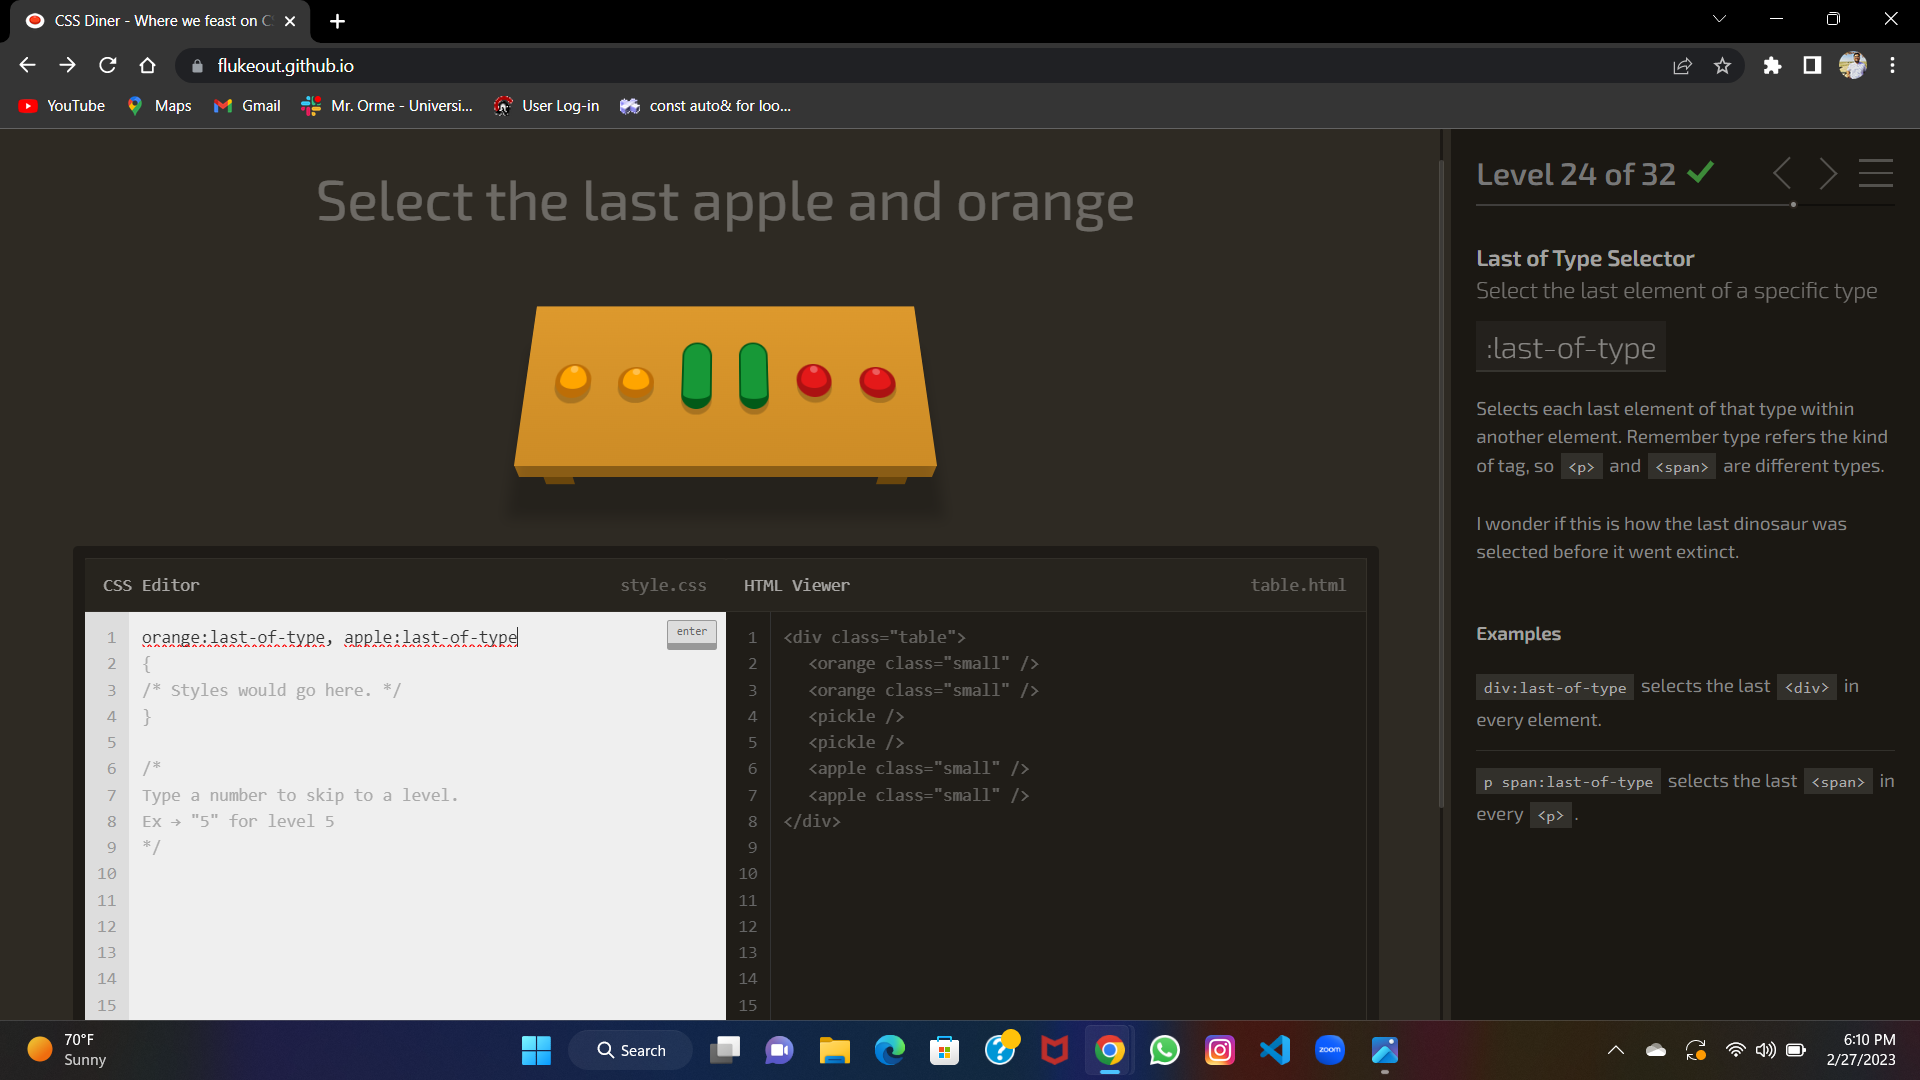 CSS Diner - Where we feast on C
flukeout.github.io
YouTube
Maps
Gmail
Mr. Orme - Universi...
User Log-in
const auto& for loo...
Select the last apple and orange
Level 24 of 32
Last of Type Selector
Select the last element of a specific type
:last-of-type
Selects each last element of that type within
another element. Remember type refers the kind
of tag, so <p> and <span> are different types.
I wonder if this is how the last dinosaur was
selected before it went extinct.
Examples
div:last-of-type selects the last <div> in
every element.
p span:last-of-type selects the last <span> in
every <p> .
CSS Editor
style.css
1 orange:last-of-type, apple:last-of-type
enter
2 {
3 /* Styles would go here. */
4 }
5
6 /*
7 Type a number to skip to a level.
8 Ex → "5" for level 5
9 */
10
11
12
13
14
15
HTML Viewer
table.html
1 <div class="table">
2 <orange class="small" />
3 <orange class="small" />
4 <pickle />
5 <pickle />
6 <apple class="small" />
7 <apple class="small" />
8 </div>
9
10
11
12
13
14
15
70°F
Sunny
Search
zoom
6:10 PM
2/27/2023